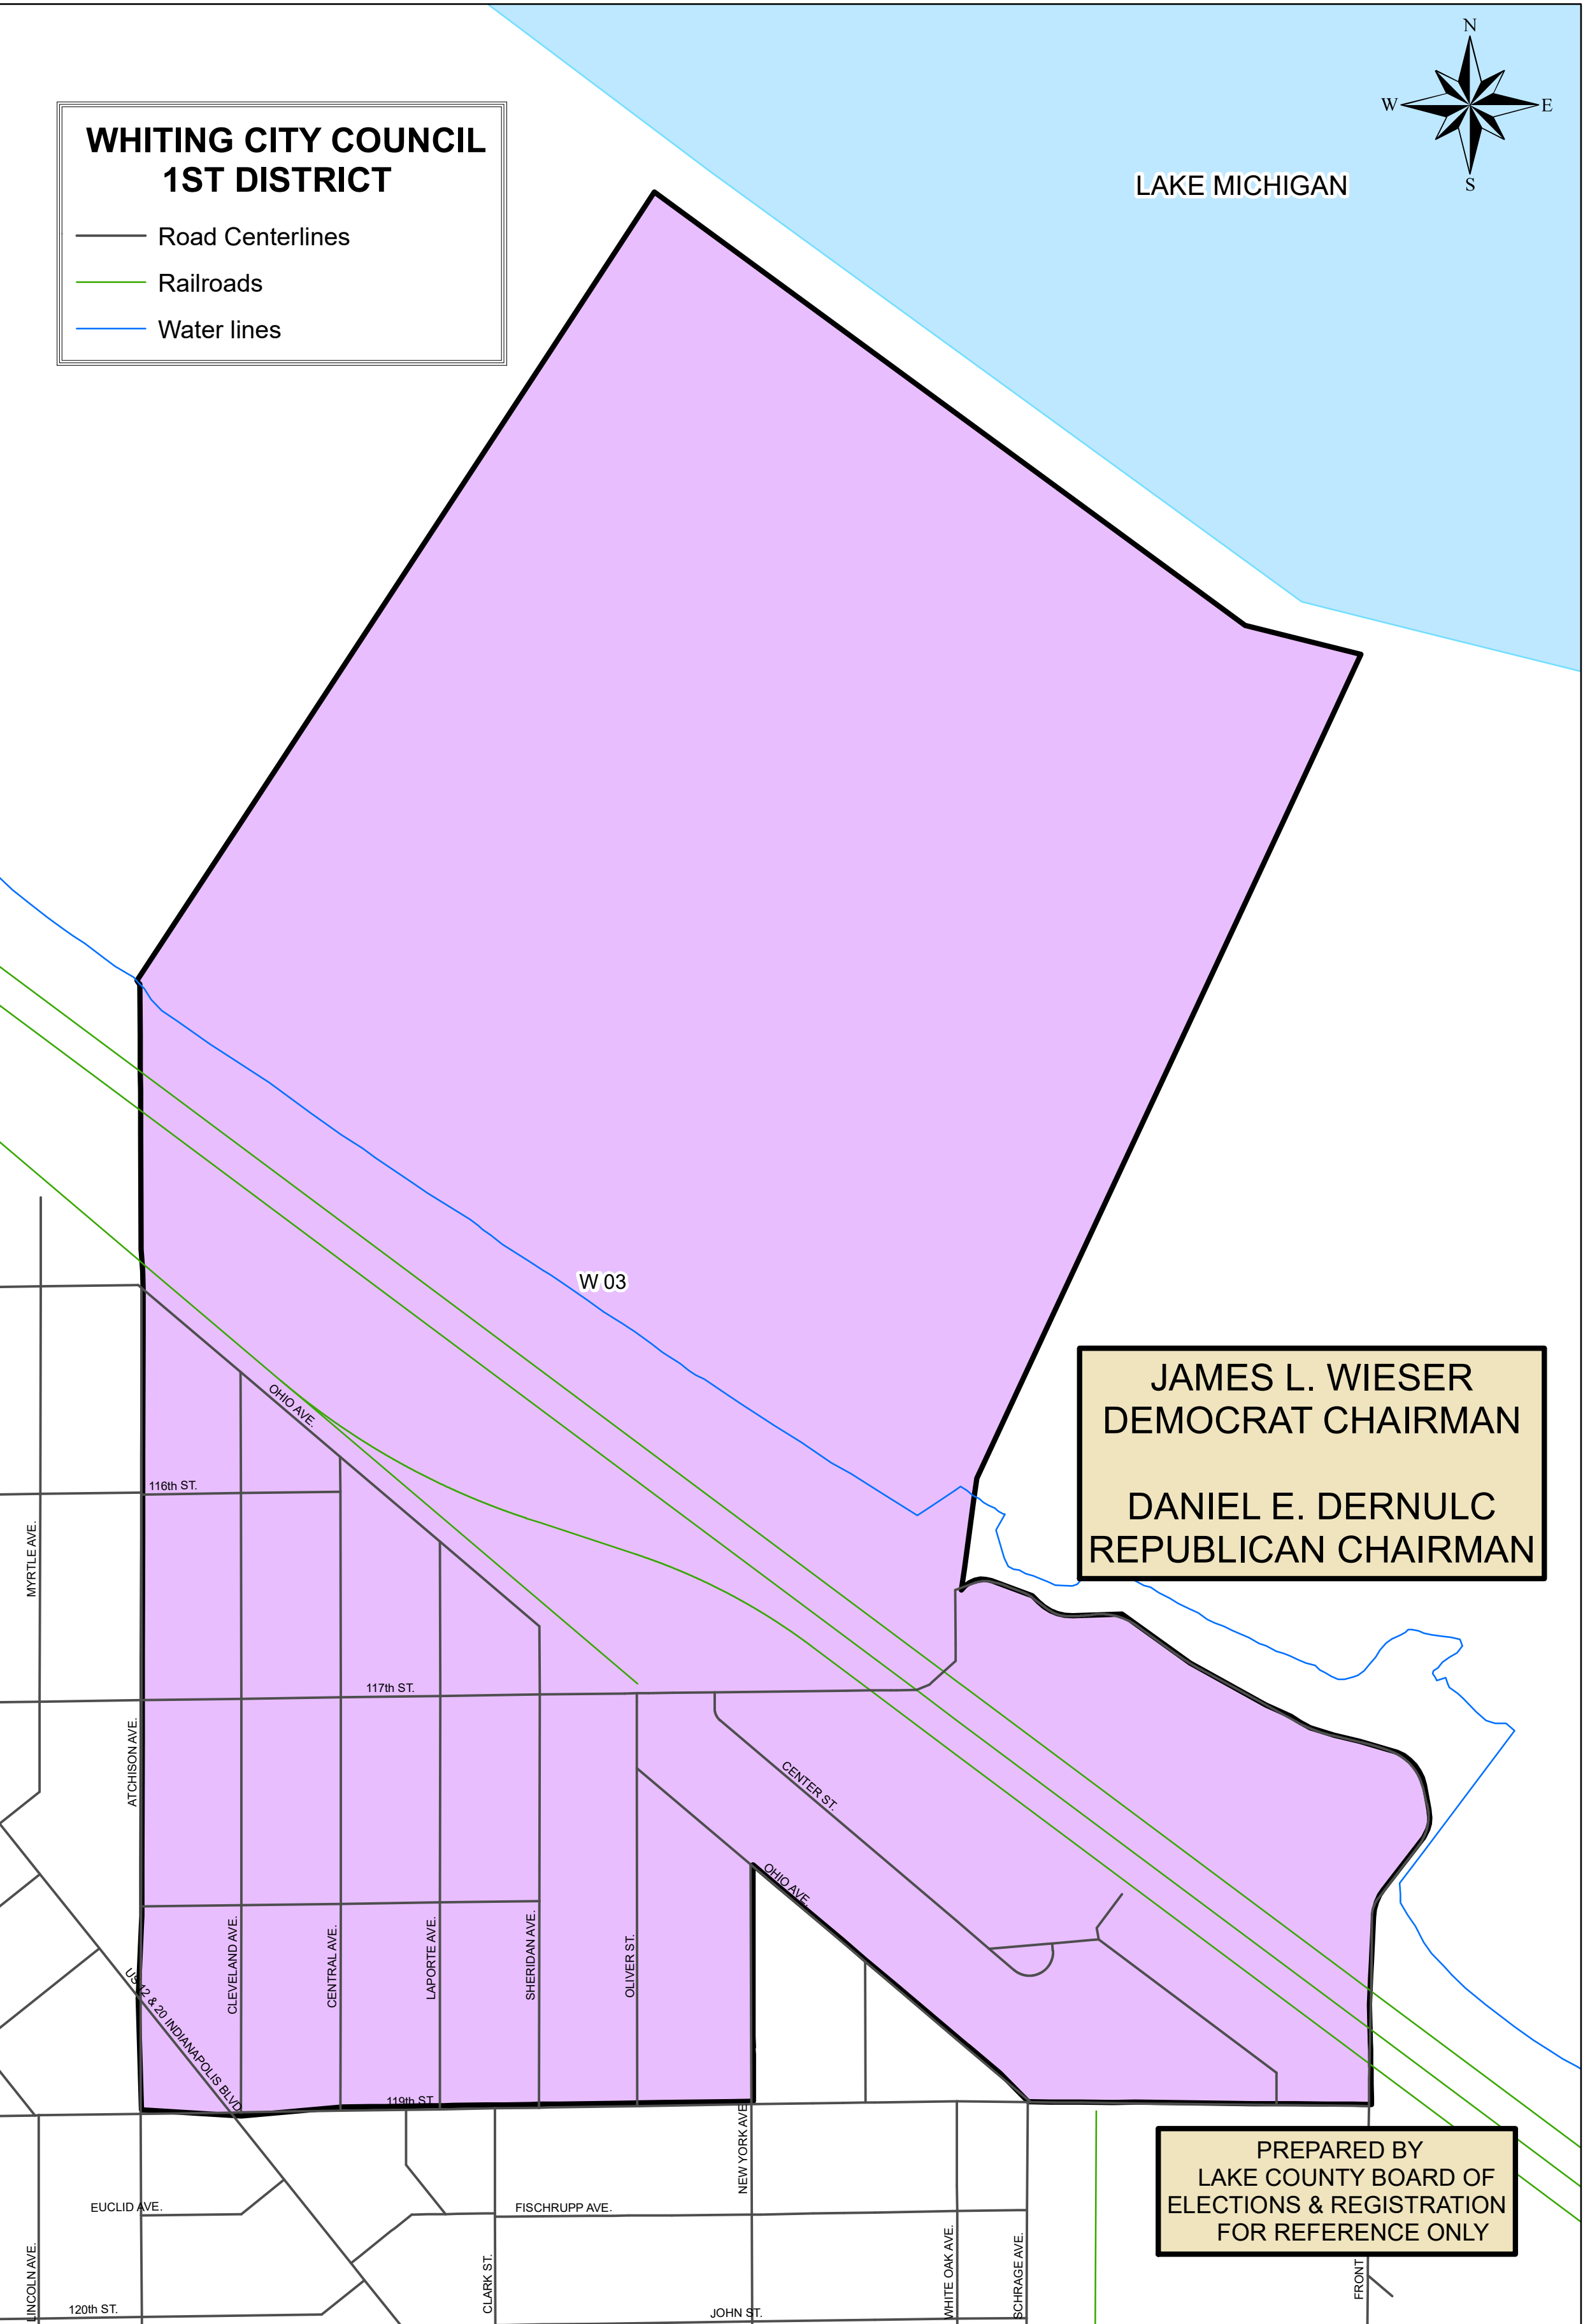 N
W
E
S
LAKE MICHIGAN
WHITING CITY COUNCIL
1ST DISTRICT
Road Centerlines
Railroads
Water lines
W 03
JAMES L. WIESER
DEMOCRAT CHAIRMAN
DANIEL E. DERNULC
REPUBLICAN CHAIRMAN
OHIO AVE.
116th ST.
MYRTLE AVE.
117th ST.
ATCHISON AVE.
CENTER ST.
OHIO AVE.
CLEVELAND AVE.
CENTRAL AVE.
LAPORTE AVE.
SHERIDAN AVE.
OLIVER ST.
US 12 & 20 INDIANAPOLIS BLVD
119th ST.
NEW YORK AVE.
PREPARED BY
LAKE COUNTY BOARD OF
ELECTIONS & REGISTRATION
FOR REFERENCE ONLY
EUCLID AVE.
FISCHRUPP AVE.
LINCOLN AVE.
CLARK ST.
WHITE OAK AVE.
SCHRAGE AVE.
FRONT
120th ST.
JOHN ST.